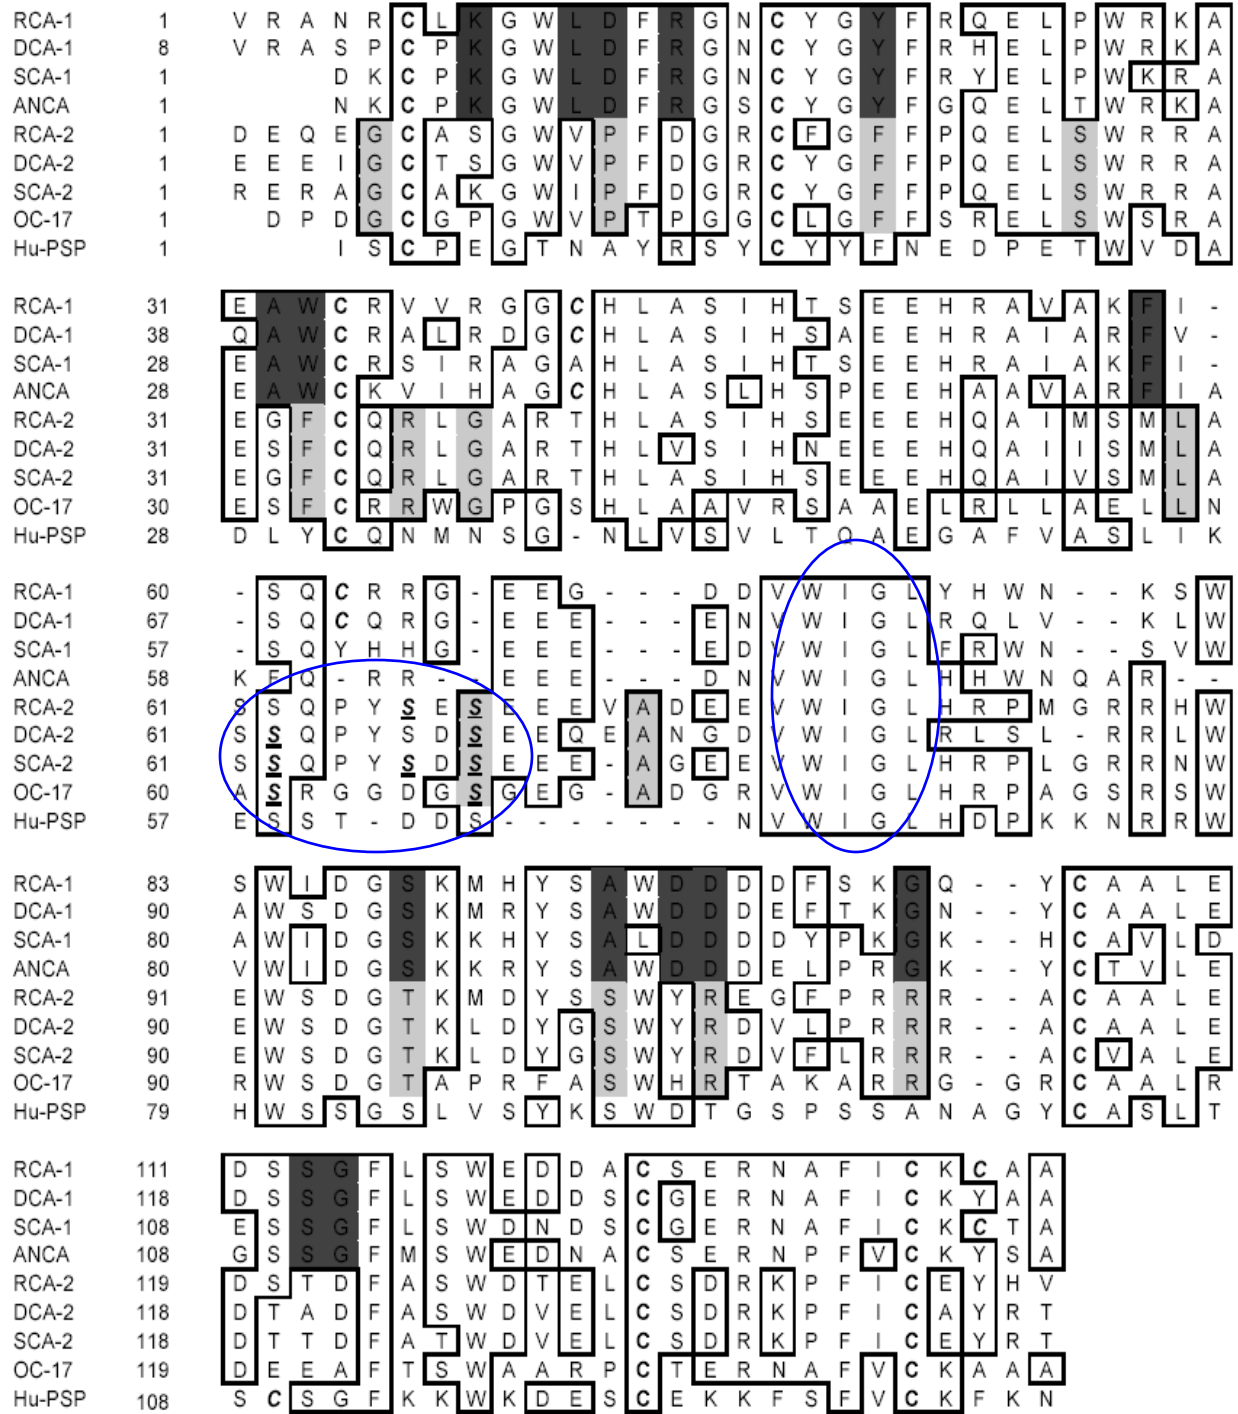 RCA-1 1 V R A N R C L K G W L D F R G N C Y G Y F R Q E L P W R K A
DCA-1 8 V R A S P C P K G W L D F R G N C Y G Y F R H E L P W R K A
SCA-1 1 D K C P K G W L D F R G N C Y G Y F R Y E L P W K R A
ANCA 1 N K C P K G W L D F R G S C Y G Y F G Q E L T W R K A
RCA-2 1 D E Q E G C A S G W V P F D G R C F G F F P Q E L S W R R A
DCA-2 1 E E E I G C T S G W V P F D G R C Y G F F P Q E L S W R R A
SCA-2 1 R E R A G C A K G W I P F D G R C Y G F F P Q E L S W R R A
OC-17 1 D P D G C G P G W V P T P G G C L G F F S R E L S W S R A
Hu-PSP 1 I S C P E G T N A Y R S Y C Y Y F N E D P E T W V D A
RCA-1 31 E A W C R V V R G G C H L A S I H T S E E H R A V A K F I -
DCA-1 38 Q A W C R A L R D G C H L A S I H S A E E H R A I A R F V -
SCA-1 28 E A W C R S I R A G A H L A S I H T S E E H R A I A K F I -
ANCA 28 E A W C K V I H A G C H L A S L H S P E E H A A V A R F I A
RCA-2 31 E G F C Q R L G A R T H L A S I H S E E E H Q A I M S M L A
DCA-2 31 E S F C Q R L G A R T H L V S I H N E E E H Q A I I S M L A
SCA-2 31 E G F C Q R L G A R T H L A S I H S E E E H Q A I V S M L A
OC-17 30 E S F C R R W G P G S H L A A V R S A A E L R L L A E L L N
Hu-PSP 28 D L Y C Q N M N S G - N L V S V L T Q A E G A F V A S L I K
RCA-1 60 - S Q C R R G - E E G - - - D D V W I G L Y H W N - - K S W
DCA-1 67 - S Q C Q R G - E E E - - - E N V W I G L R Q L V - - K L W
SCA-1 57 - S Q Y H H G - E E E - - - E D V W I G L F R W N - - S V W
ANCA 58 K F Q - R R - - E E E - - - D N V W I G L H H W N Q A R - -
RCA-2 61 S S Q P Y S E S E E E V A D E E V W I G L H R P M G R R H W
DCA-2 61 S S Q P Y S D S E E Q E A N G D V W I G L R L S L - R R L W
SCA-2 61 S S Q P Y S D S E E E - A G E E V W I G L H R P L G R R N W
OC-17 60 A S R G G D G S G E G - A D G R V W I G L H R P A G S R S W
Hu-PSP 57 E S S T - D D S - - - - - - - N V W I G L H D P K K N R R W
RCA-1 83 S W I D G S K M H Y S A W D D D D F S K G Q - - Y C A A L E
DCA-1 90 A W S D G S K M R Y S A W D D D E F T K G N - - Y C A A L E
SCA-1 80 A W I D G S K K H Y S A L D D D D Y P K G K - - H C A V L D
ANCA 80 V W I D G S K K R Y S A W D D D E L P R G K - - Y C T V L E
RCA-2 91 E W S D G T K M D Y S S W Y R E G F P R R R - - A C A A L E
DCA-2 90 E W S D G T K L D Y G S W Y R D V L P R R R - - A C A A L E
SCA-2 90 E W S D G T K L D Y G S W Y R D V F L R R R - - A C V A L E
OC-17 90 R W S D G T A P R F A S W H R T A K A R R G - G R C A A L R
Hu-PSP 79 H W S S G S L V S Y K S W D T G S P S S A N A G Y C A S L T
RCA-1 111 D S S G F L S W E D D A C S E R N A F I C K C A A
DCA-1 118 D S S G F L S W E D D S C G E R N A F I C K Y A A
SCA-1 108 E S S G F L S W D N D S C G E R N A F I C K C T A
ANCA 108 G S S G F M S W E D N A C S E R N P F V C K Y S A
RCA-2 119 D S T D F A S W D T E L C S D R K P F I C E Y H V
DCA-2 118 D T A D F A S W D V E L C S D R K P F I C A Y R T
SCA-2 118 D T T D F A T W D V E L C S D R K P F I C E Y R T
OC-17 119 D E E A F T S W A A R P C T E R N A F V C K A A A
Hu-PSP 108 S C S G F K K W K D E S C E K K F S F V C K F K N